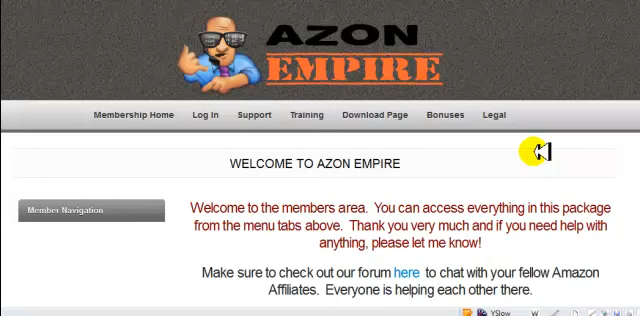 AZON
EMPIRE
Membership Home Log In Support Training Download Page Bonuses Legal
WELCOME TO AZON EMPIRE
Member Navigation
Welcome to the members area. You can access everything in this package
from the menu tabs above. Thank you very much and if you need help with
anything, please let me know!
Make sure to check out our forum here to chat with your fellow Amazon
Affiliates. Everyone is helping each other there.
YSlow W